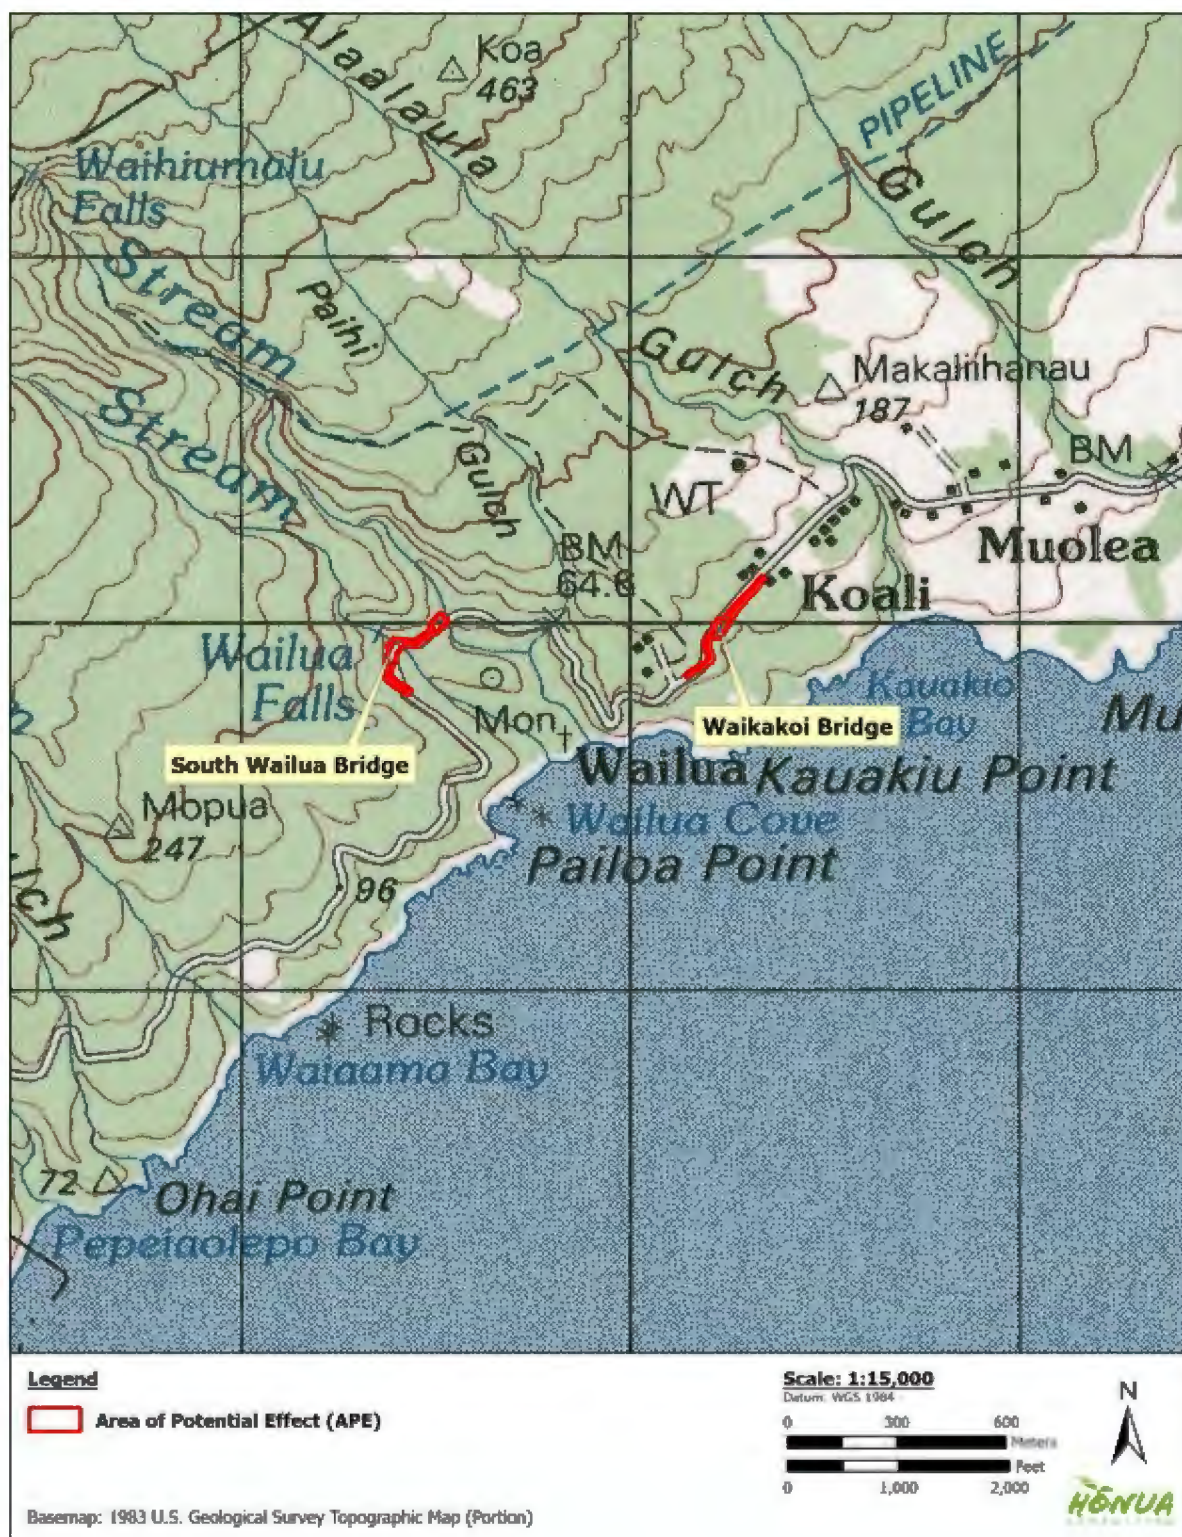 Alaalaula
Koa
463
PIPELINE
Waihiumalu
Falls
Gulch
Stream
Paihi
Gulch
Makaliihanau
187
Stream
Gulch
BM
WT
BM
64.6
Muolea
Koali
Wailua
Falls
Kauakio
Bay
Mon
Mu
Waikakoi Bridge
South Wailua Bridge
Wailua
Kauakiu Point
Mopua
247
Wailua Cove
Pailoa Point
lch
96
Rocks
Waiaama Bay
72
Ohai Point
Pepeiaolepo Bay
Legend
Area of Potential Effect (APE)
Scale: 1:15,000
Datum: WGS 1984
0 300 600
Meters
Feet
0 1,000 2,000
N
HŌNUA
Basemap: 1983 U.S. Geological Survey Topographic Map (Portion)